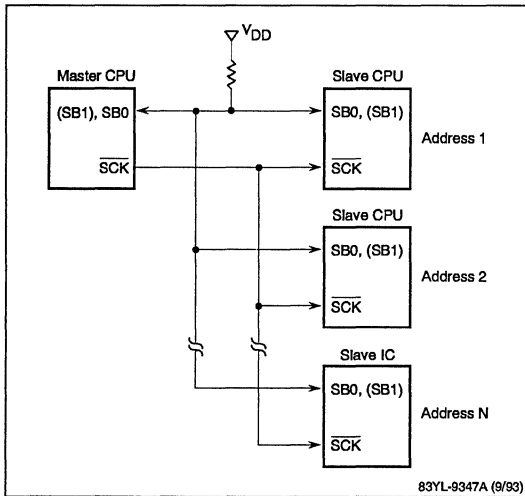 VDD
Master CPU
Slave CPU
(SB1), SB0
SB0, (SB1)
Address 1
SCK
SCK
Slave CPU
SB0, (SB1)
Address 2
SCK
Slave IC
SB0, (SB1)
Address N
SCK
83YL-9347A (9/93)